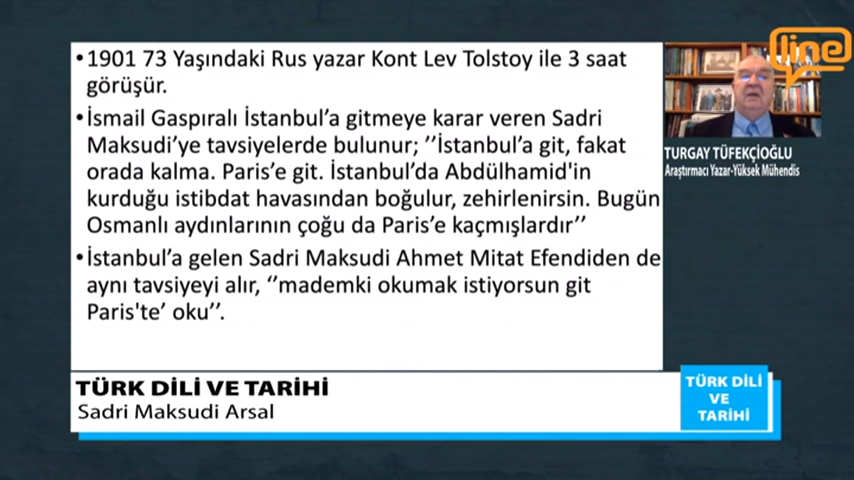 • 1901 73 Yaşındaki Rus yazar Kont Lev Tolstoy ile 3 saat
görüşür.
• İsmail Gaspıralı İstanbul’a gitmeye karar veren Sadri
Maksudi’ye tavsiyelerde bulunur; ’’İstanbul’a git, fakat
orada kalma. Paris’e git. İstanbul’da Abdülhamid'in
kurduğu istibdat havasından boğulur, zehirlenirsin. Bugün
Osmanlı aydınlarının çoğu da Paris’e kaçmışlardır’’
• İstanbul’a gelen Sadri Maksudi Ahmet Mitat Efendiden de
aynı tavsiyeyi alır, ‘’mademki okumak istiyorsun git
Paris'te’ oku’’.
line
TURGAY TÜFEKÇİOĞLU
Araştırmacı Yazar-Yüksek Mühendis
TÜRK DİLİ VE TARİHİ
Sadri Maksudi Arsal
TÜRK DİLİ
VE
TARİHİ